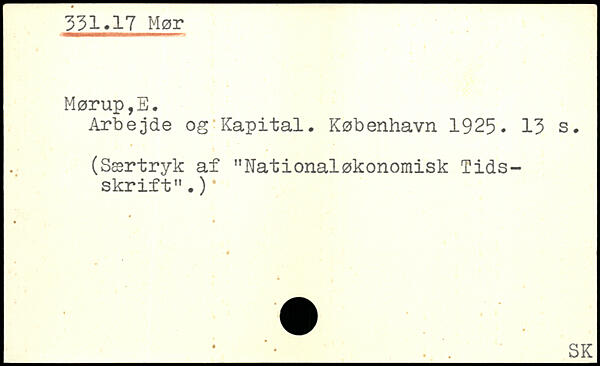 331.17 Mør
Mørup,E.
Arbejde og Kapital. København 1925. 13 s.
(Særtryk af "Nationaløkonomisk Tids-
skrift".)
SK